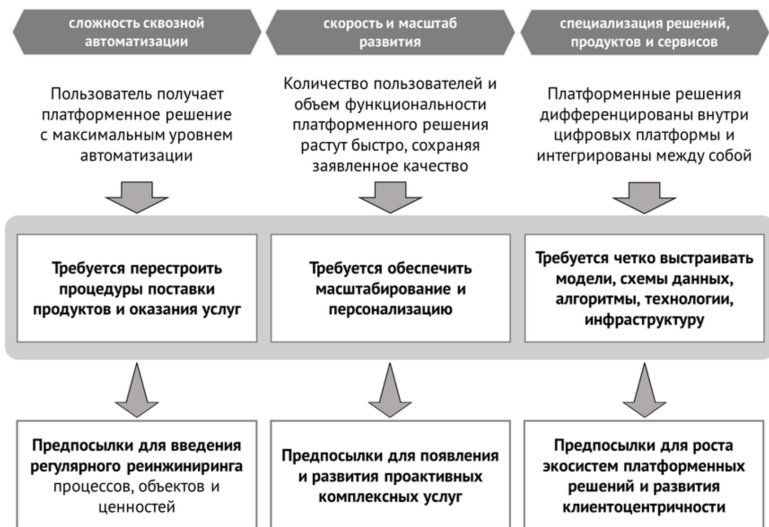 сложность сквозной
автоматизации
скорость и масштаб
развития
специализация решений,
продуктов и сервисов
Пользователь получает
платформенное решение
с максимальным уровнем
автоматизации
Количество пользователей и
объем функциональности
платформенного решения
растут быстро, сохраняя
заявленное качество
Платформенные решения
дифференцированы внутри
цифровых платформы и
интегрированы между собой
Требуется перестроить
процедуры поставки
продуктов и оказания услуг
Требуется обеспечить
масштабирование и
персонализацию
Требуется четко выстраивать
модели, схемы данных,
алгоритмы, технологии,
инфраструктуру
Предпосылки для введения
регулярного реинжиниринга
процессов, объектов и
ценностей
Предпосылки для появления
и развития проактивных
комплексных услуг
Предпосылки для роста
экосистем платформенных
решений и развития
клиентоцентричности